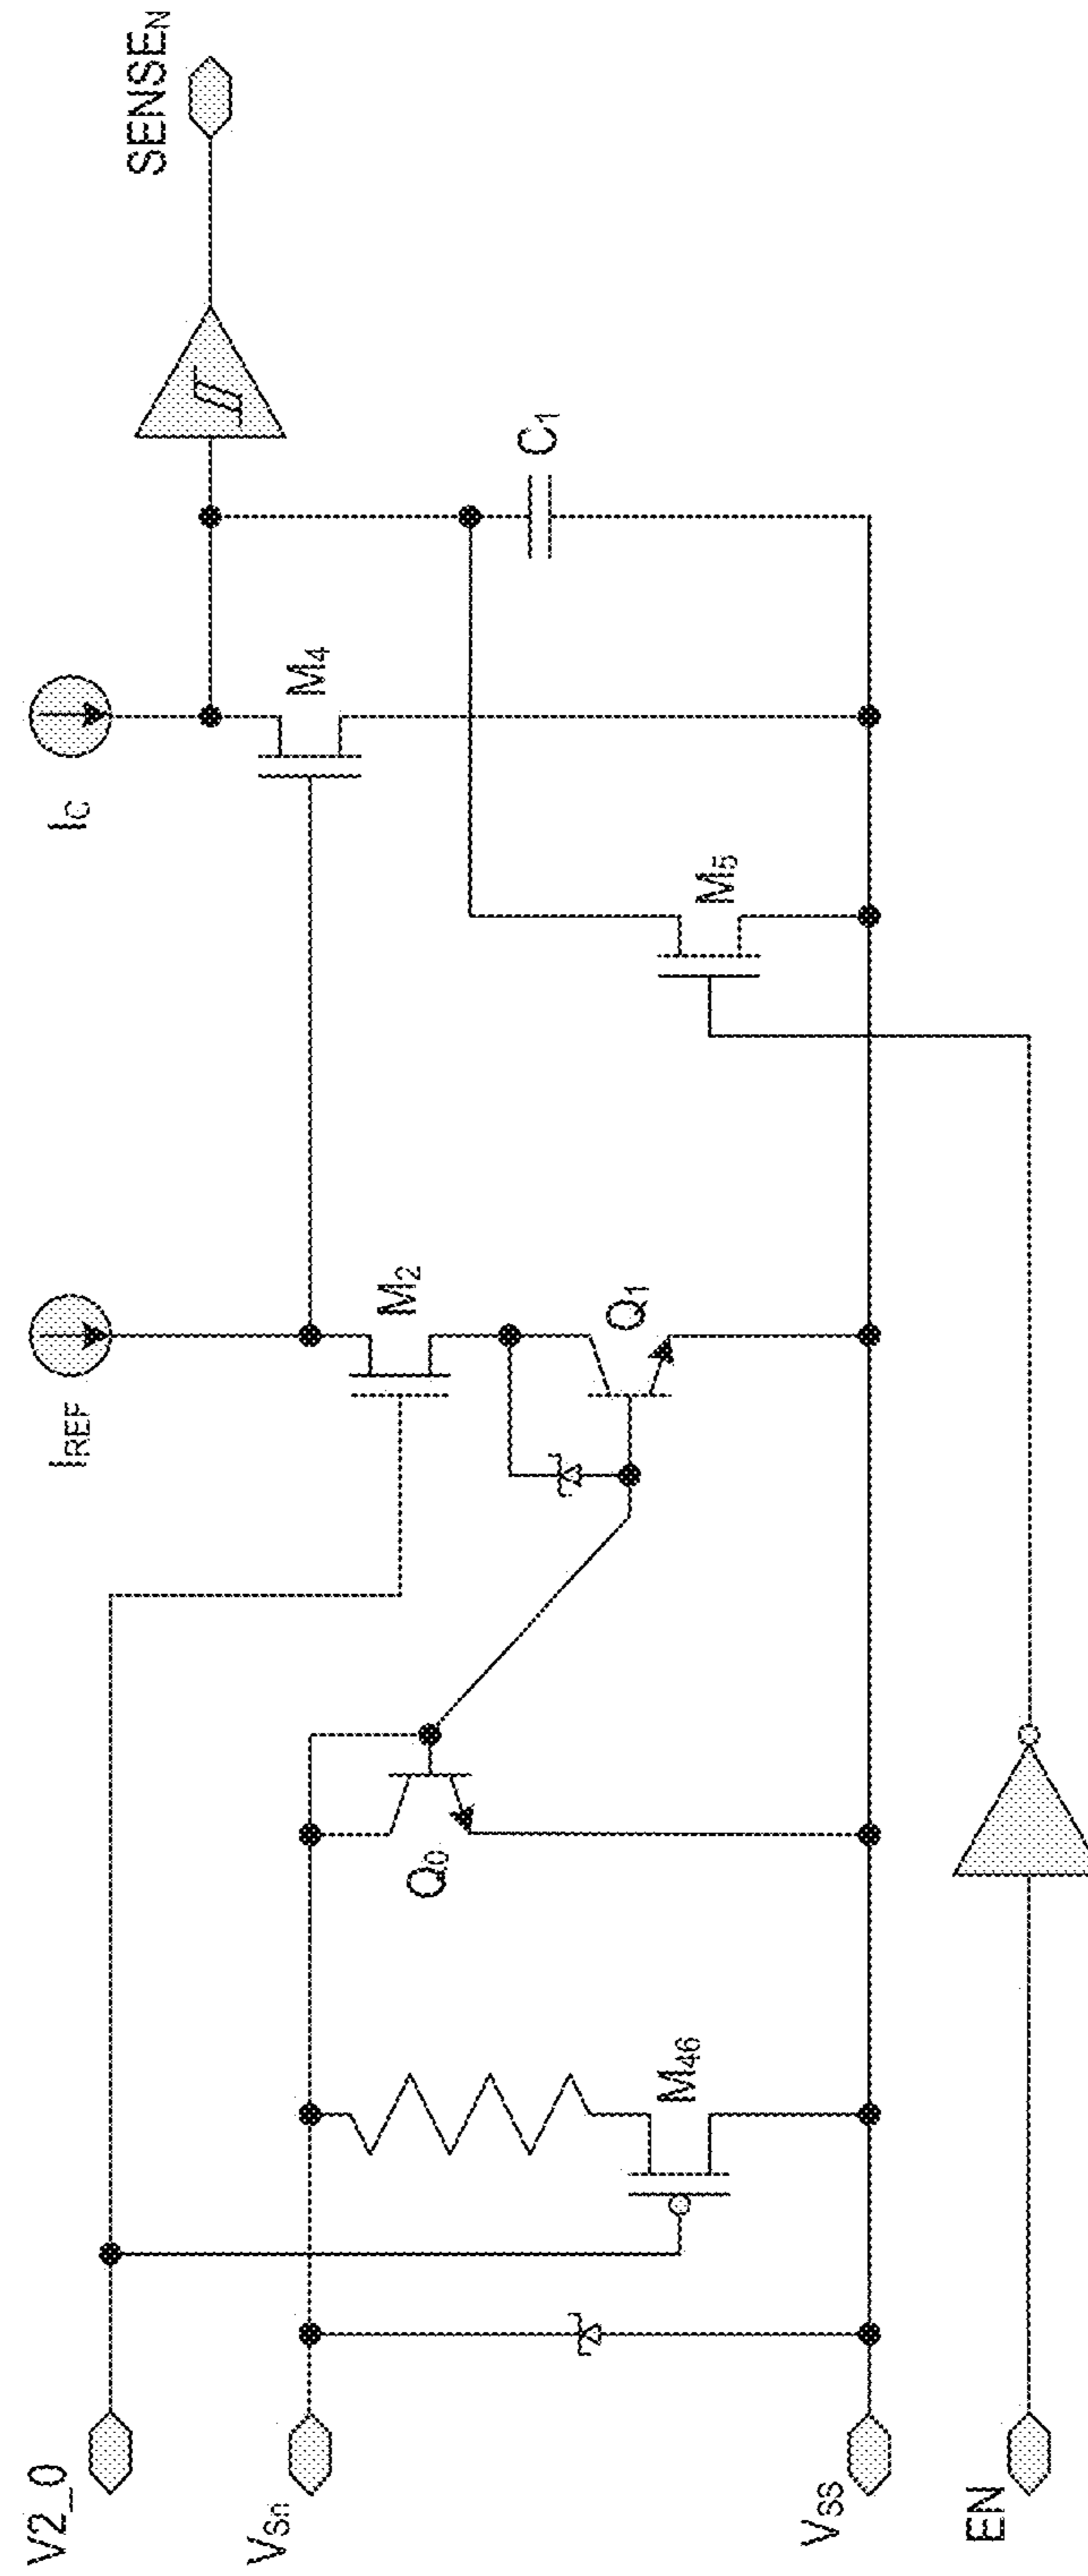 V2_0
V_Sn
V_SS
EN
M_46
Q_0
I_REF
M_2
Q_1
I_C
M_4
M_5
C_1
SENSE_N